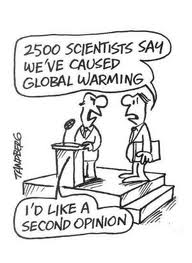 2500 SCIENTISTS SAY
WE'VE CAUSED
GLOBAL WARMING
TANDBERG
I'D LIKE A
SECOND OPINION